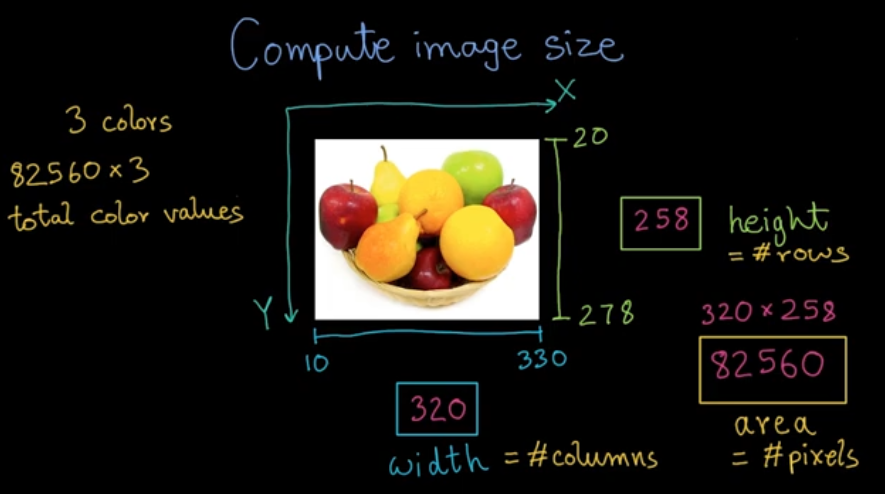 Compute image size
3 colors
82560 × 3
total color values
X
Y
20
278
10
330
258
height
= # rows
320
width = # columns
320 × 258
82560
area
= # pixels